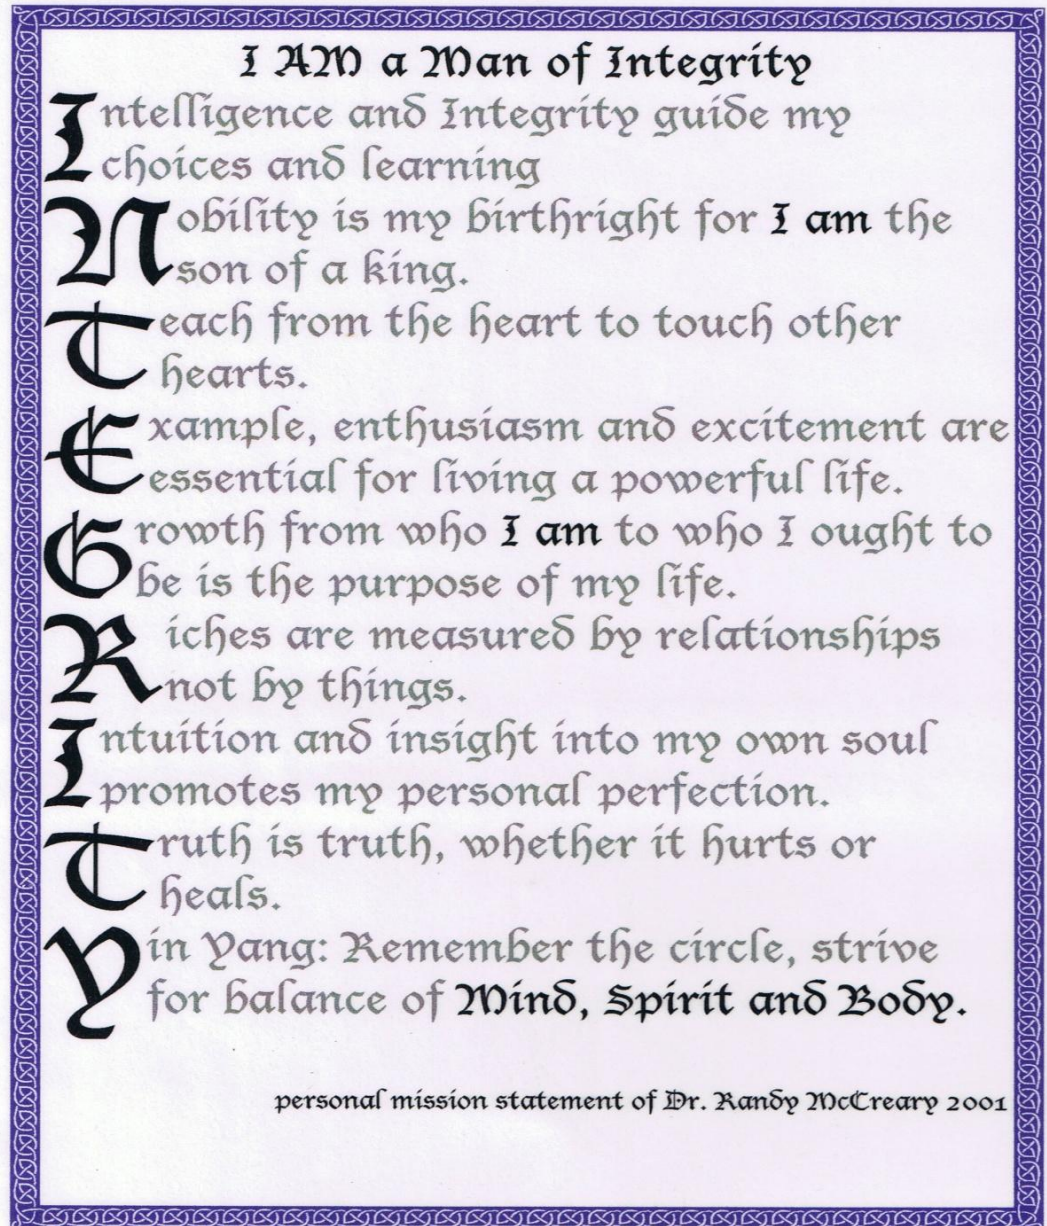 I AM a Man of Integrity
Intelligence and Integrity guide my
choices and learning
Nobility is my birthright for I am the
son of a king.
Teach from the heart to touch other
hearts.
Example, enthusiasm and excitement are
essential for living a powerful life.
Growth from who I am to who I ought to
be is the purpose of my life.
Riches are measured by relationships
not by things.
Intuition and insight into my own soul
promotes my personal perfection.
Truth is truth, whether it hurts or
heals.
Yin Yang: Remember the circle, strive
for balance of Mind, Spirit and Body.
personal mission statement of Dr. Randy McCreary 2001